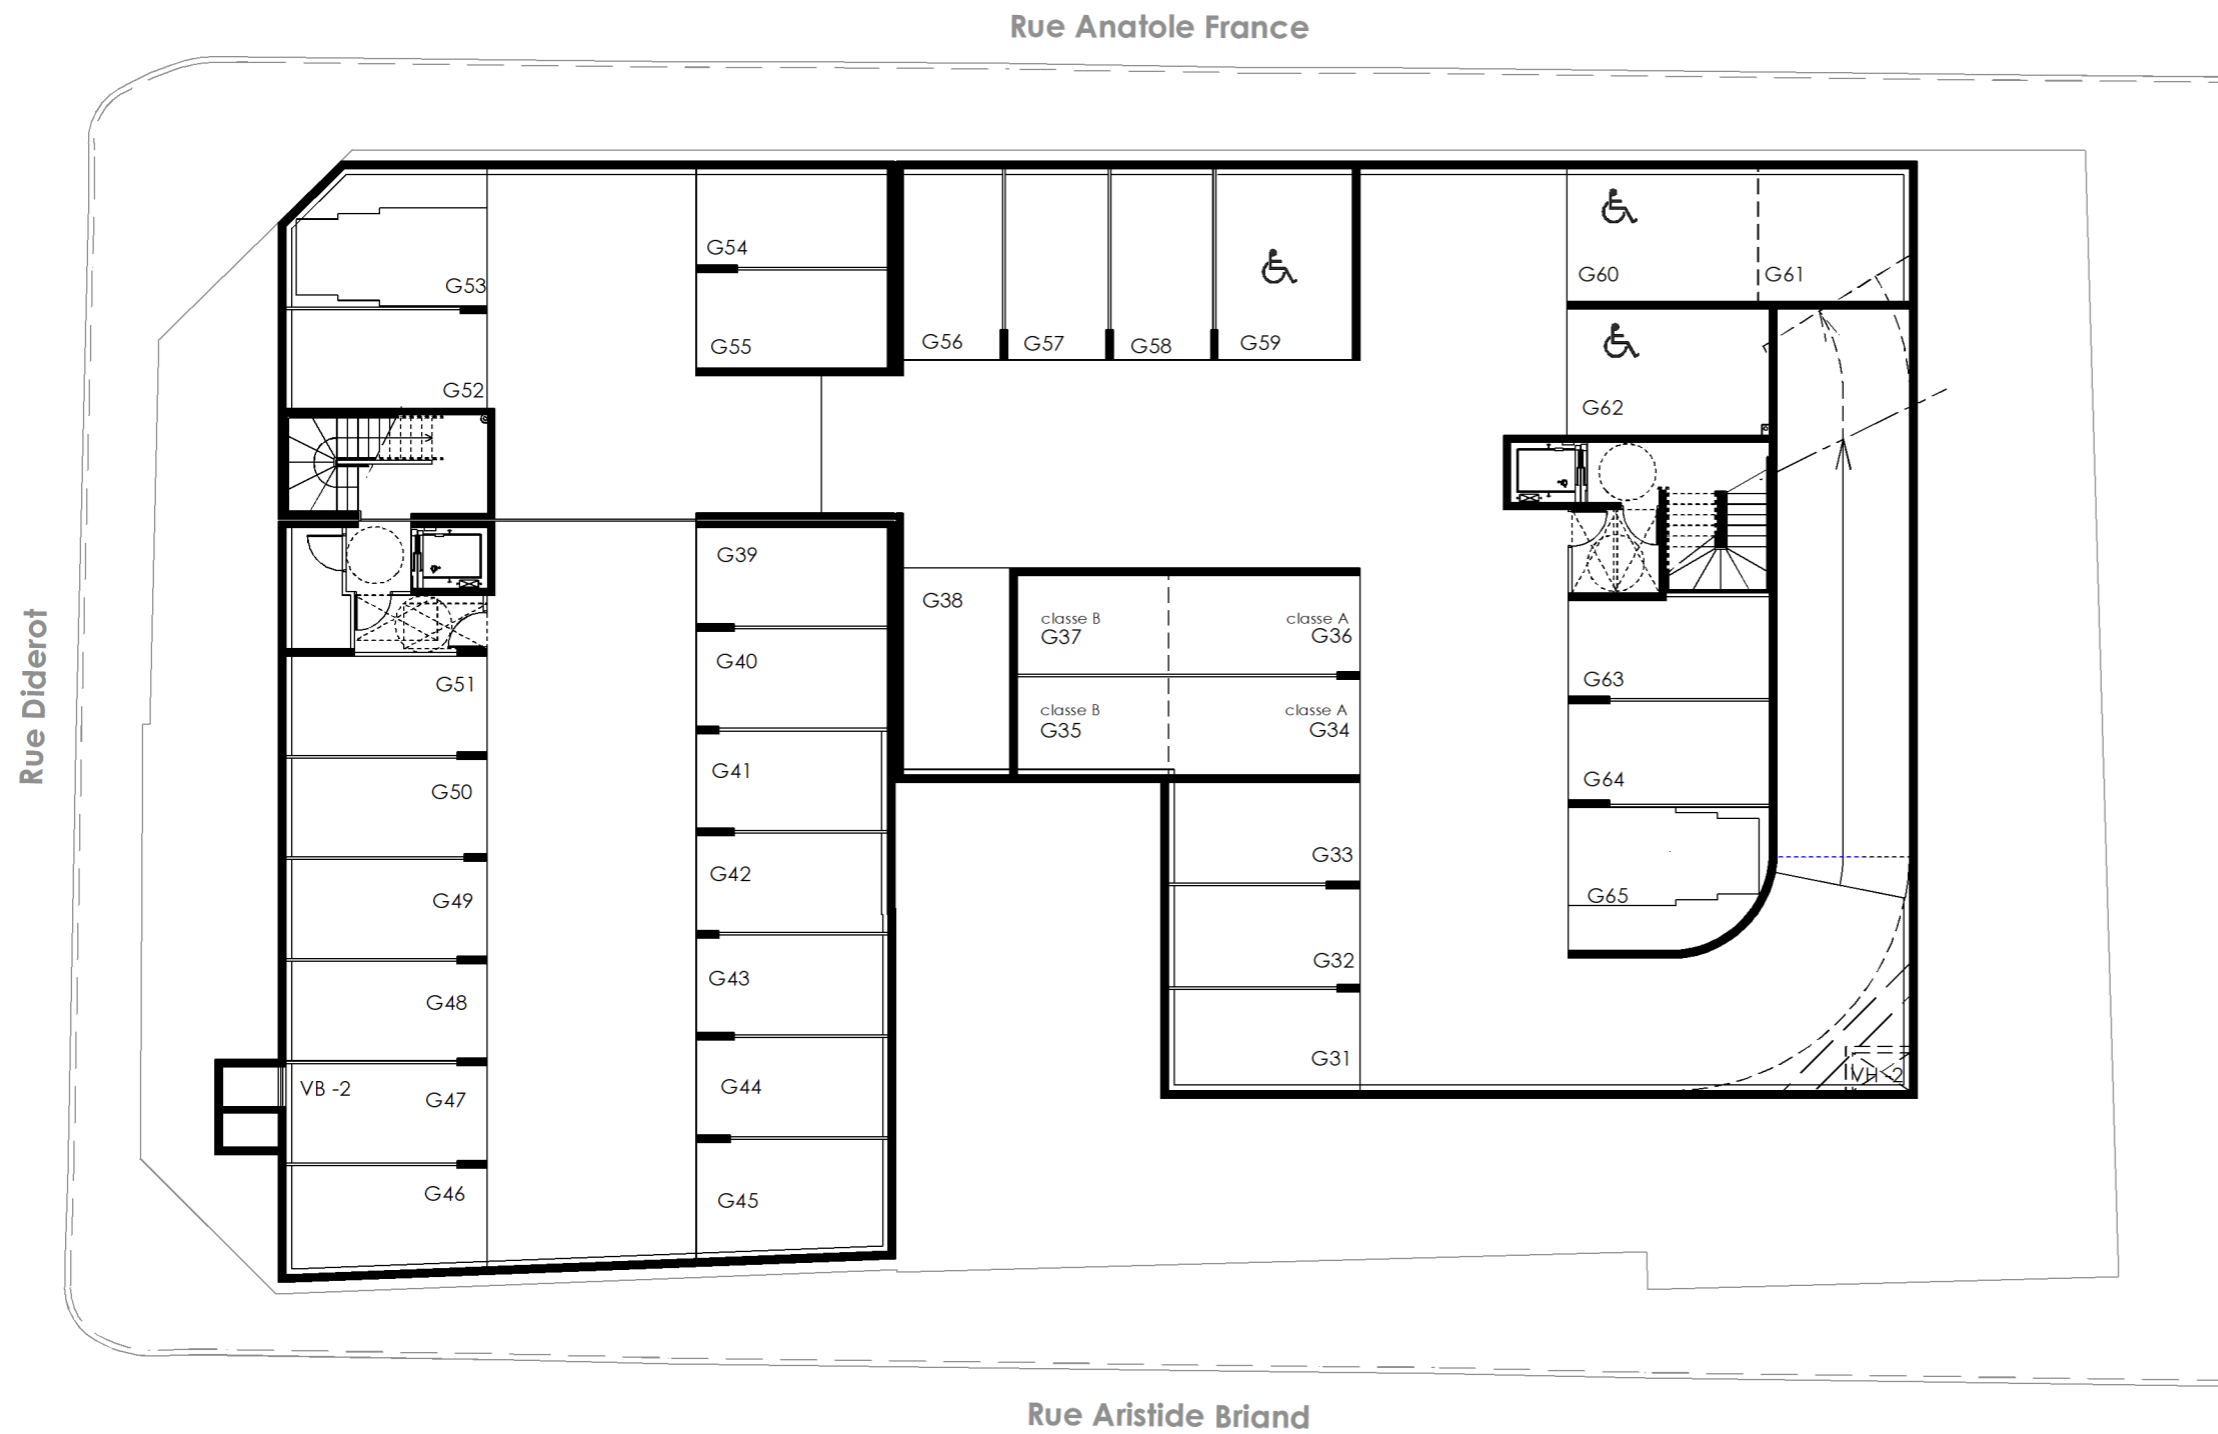 Rue Anatole France
G54
G60
G61
G53
G55
G56
G57
G58
G59
G52
G62
G39
G38
classe B
G37
classe A
G36
G40
G51
G63
classe B
G35
classe A
G34
G41
G50
G64
G42
G33
G49
G65
G43
G32
G48
G31
VH -2
VB -2
G47
G44
G46
G45
Rue Diderot
Rue Aristide Briand